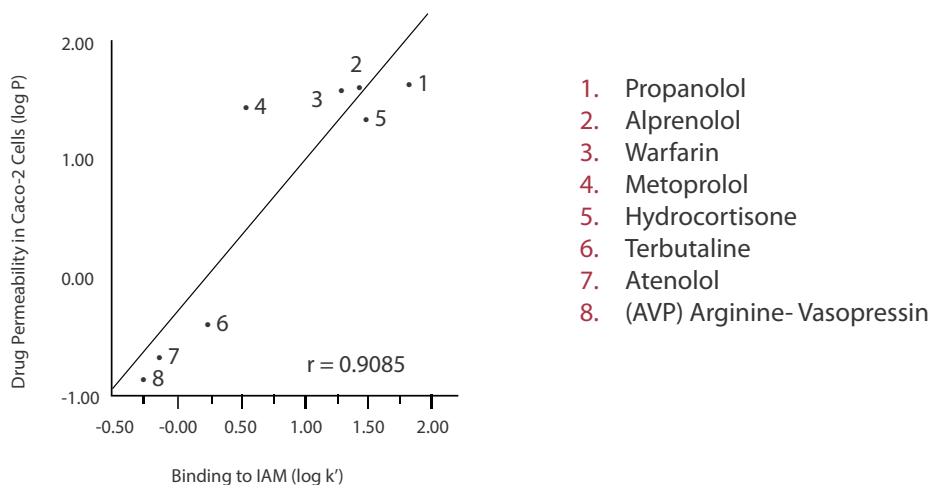 Drug Permeability in Caco-2 Cells (log P)
2.00
1.00
0.00
-1.00
1
2
3
4
5
6
7
8
r = 0.9085
-0.50
-0.00
0.50
1.00
1.50
2.00
Binding to IAM (log k')
1. Propanolol
2. Alprenolol
3. Warfarin
4. Metoprolol
5. Hydrocortisone
6. Terbutaline
7. Atenolol
8. (AVP) Arginine- Vasopressin